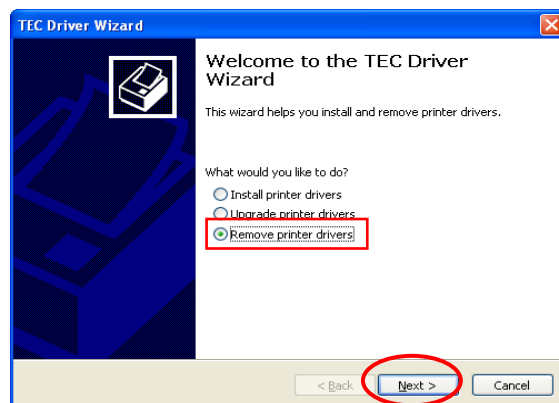 TEC Driver Wizard
Welcome to the TEC Driver
Wizard
This wizard helps you install and remove printer drivers.
What would you like to do?
Install printer drivers
Upgrade printer drivers
Remove printer drivers
< Back
Next >
Cancel